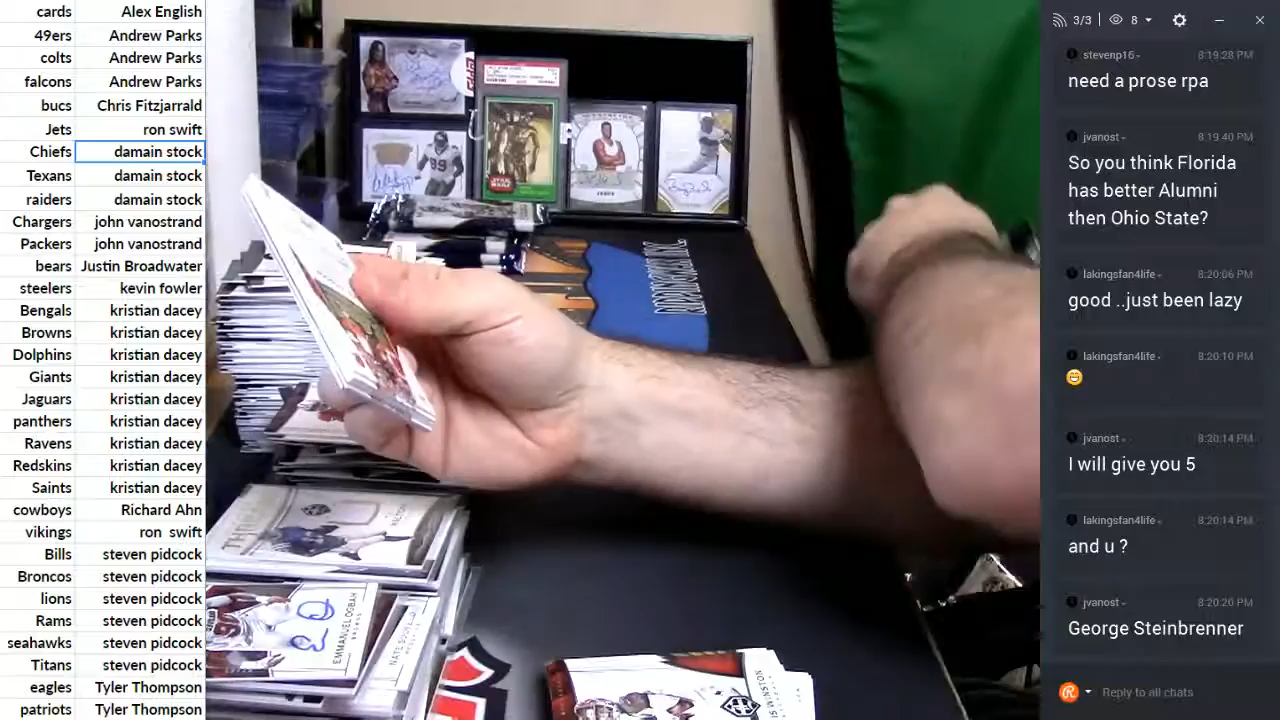 cards Alex English
49ers Andrew Parks
colts Andrew Parks
falcons Andrew Parks
bucs Chris Fitzjarrald
Jets ron swift
Chiefs damain stock
Texans damain stock
raiders damain stock
Chargers john vanostrand
Packers john vanostrand
bears Justin Broadwater
steelers kevin fowler
Bengals kristian dacey
Browns kristian dacey
Dolphins kristian dacey
Giants kristian dacey
Jaguars kristian dacey
panthers kristian dacey
Ravens kristian dacey
Redskins kristian dacey
Saints kristian dacey
cowboys Richard Ahn
vikings ron swift
Bills steven pidcock
Broncos steven pidcock
lions steven pidcock
Rams steven pidcock
seahawks steven pidcock
Titans steven pidcock
eagles Tyler Thompson
patriots Tyler Thompson
STAR WARS
99
EMMANUEL OGBAH
WINSTON
3/3 8
stevenp16 8:19:28 PM
need a prose rpa
jvanost 8:19:40 PM
So you think Florida
has better Alumni
then Ohio State?
lakingsfan4life 8:20:06 PM
good ..just been lazy
lakingsfan4life 8:20:10 PM
😁
jvanost 8:20:14 PM
I will give you 5
lakingsfan4life 8:20:14 PM
and u ?
jvanost 8:20:20 PM
George Steinbrenner
Reply to all chats